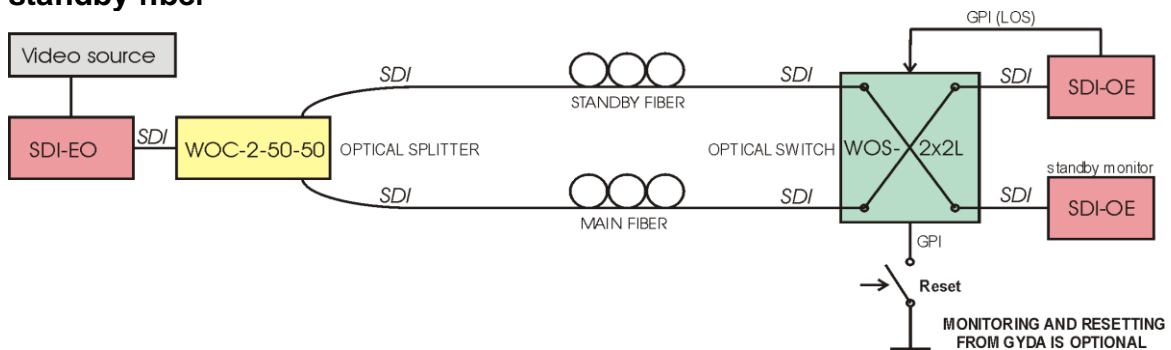 standby fiber
GPI (LOS)
Video source
SDI
SDI
SDI
SDI-OE
STANDBY FIBER
SDI-EO
SDI
WOC-2-50-50
OPTICAL SPLITTER
OPTICAL SWITCH
WOS-
2x2L
standby monitor
SDI
SDI
SDI
SDI-OE
MAIN FIBER
GPI
Reset
MONITORING AND RESETTING
FROM GYDA IS OPTIONAL